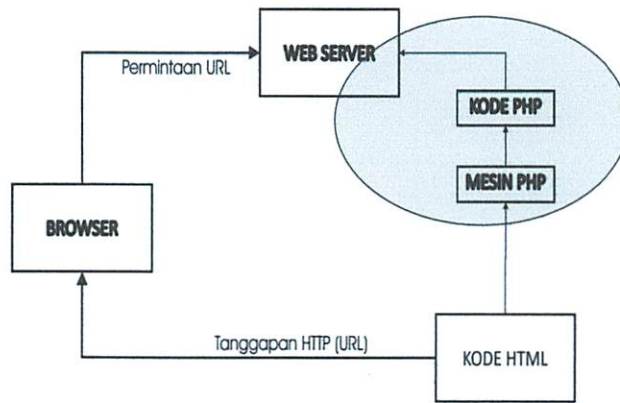 WEB SERVER
Permintaan URL
KODE PHP
MESIN PHP
BROWSER
Tanggapan HTTP (URL)
KODE HTML